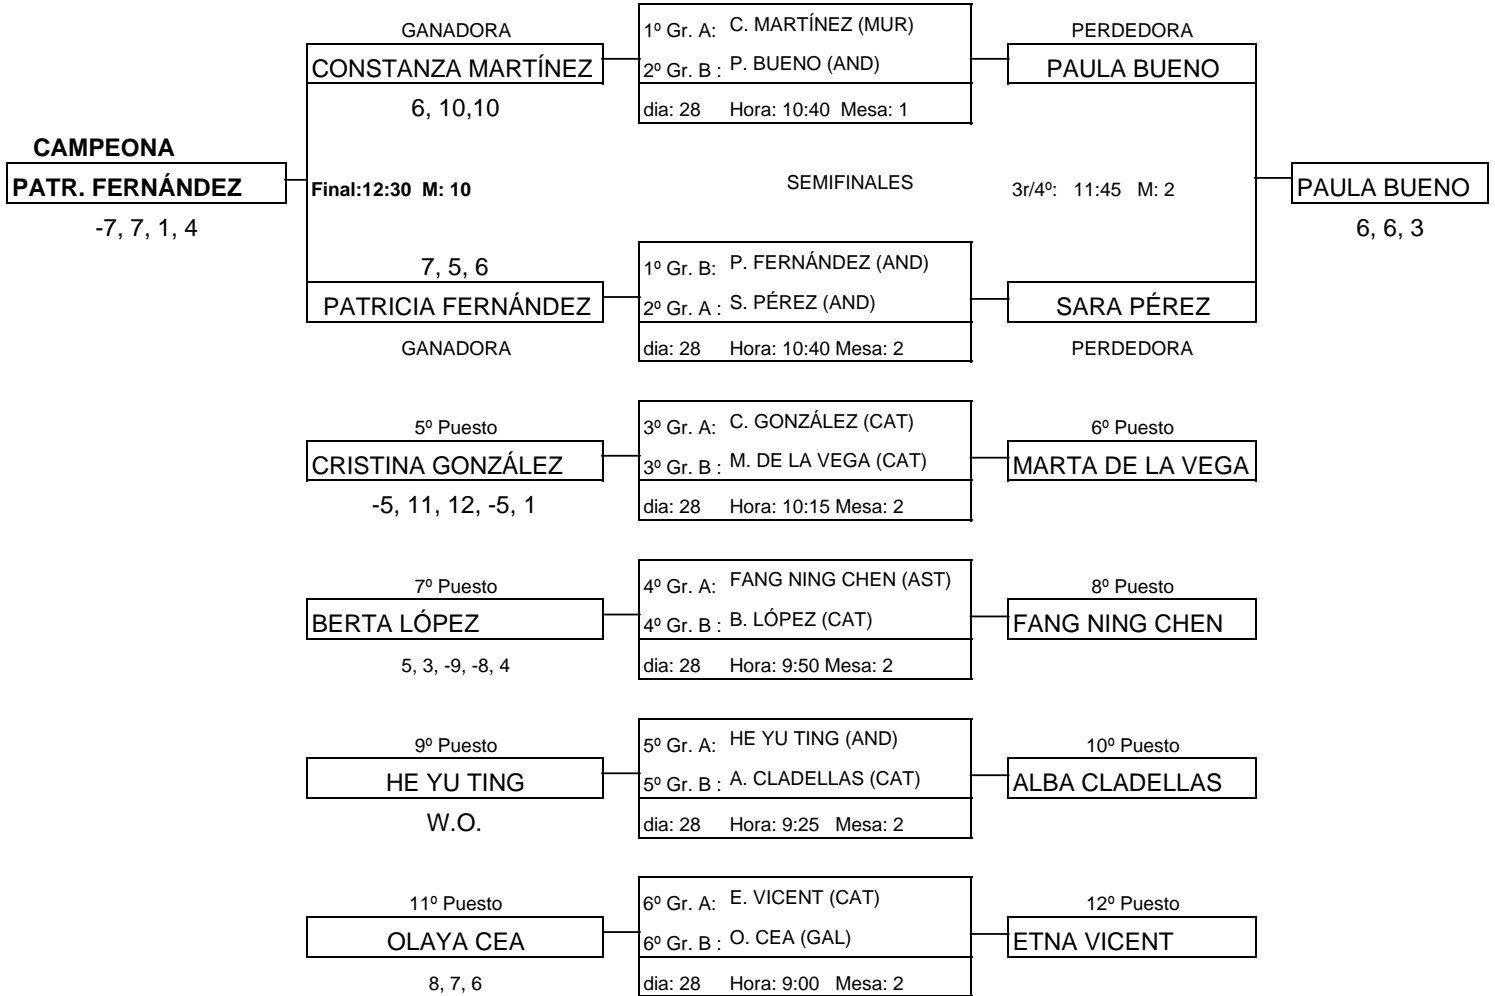 GANADORA
1º Gr. A: C. MARTÍNEZ (MUR)
PERDEDORA
CONSTANZA MARTÍNEZ
2º Gr. B : P. BUENO (AND)
PAULA BUENO
6, 10,10
dia: 28 Hora: 10:40 Mesa: 1
CAMPEONA
PATR. FERNÁNDEZ
Final:12:30 M: 10
SEMIFINALES
3r/4º: 11:45 M: 2
PAULA BUENO
-7, 7, 1, 4
6, 6, 3
7, 5, 6
1º Gr. B: P. FERNÁNDEZ (AND)
PATRICIA FERNÁNDEZ
2º Gr. A : S. PÉREZ (AND)
SARA PÉREZ
GANADORA
dia: 28 Hora: 10:40 Mesa: 2
PERDEDORA
5º Puesto
3º Gr. A: C. GONZÁLEZ (CAT)
6º Puesto
CRISTINA GONZÁLEZ
3º Gr. B : M. DE LA VEGA (CAT)
MARTA DE LA VEGA
-5, 11, 12, -5, 1
dia: 28 Hora: 10:15 Mesa: 2
7º Puesto
4º Gr. A: FANG NING CHEN (AST)
8º Puesto
BERTA LÓPEZ
4º Gr. B : B. LÓPEZ (CAT)
FANG NING CHEN
5, 3, -9, -8, 4
dia: 28 Hora: 9:50 Mesa: 2
9º Puesto
5º Gr. A: HE YU TING (AND)
10º Puesto
HE YU TING
5º Gr. B : A. CLADELLAS (CAT)
ALBA CLADELLAS
W.O.
dia: 28 Hora: 9:25 Mesa: 2
11º Puesto
6º Gr. A: E. VICENT (CAT)
12º Puesto
OLAYA CEA
6º Gr. B : O. CEA (GAL)
ETNA VICENT
8, 7, 6
dia: 28 Hora: 9:00 Mesa: 2